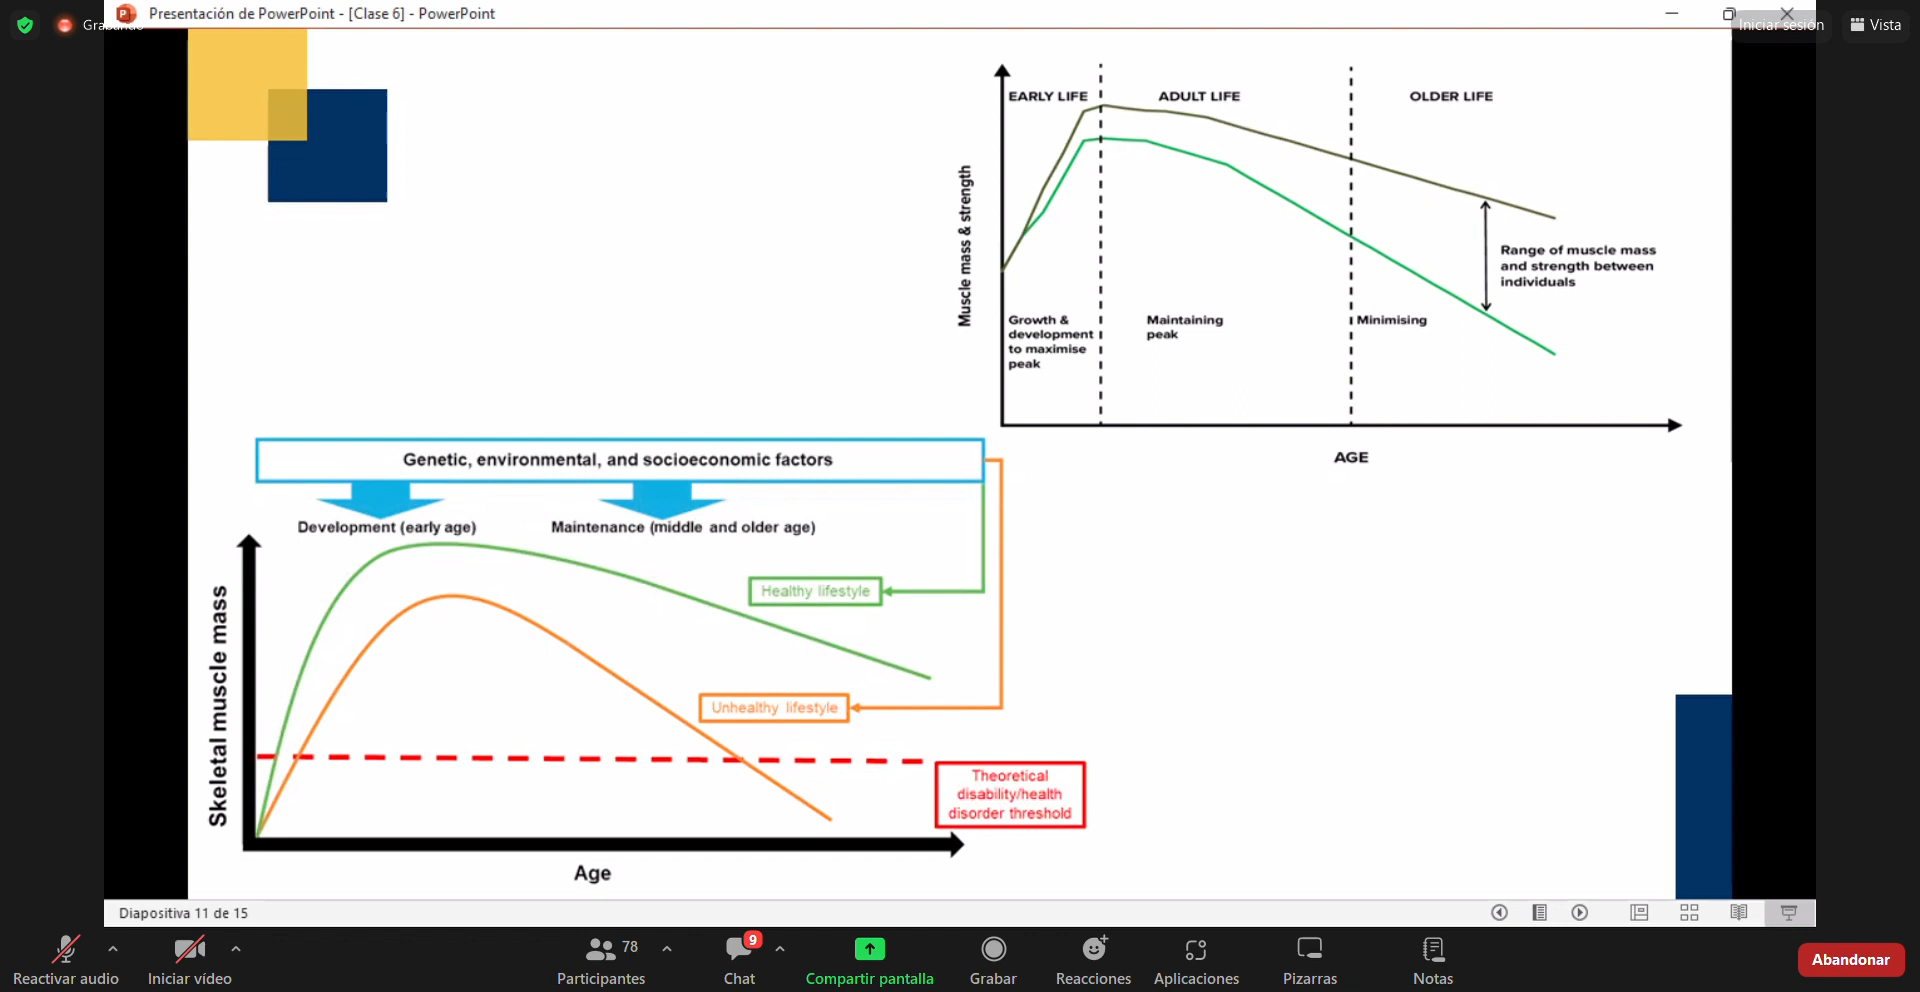 Presentación de PowerPoint - [Clase 6] - PowerPoint
Grabando
Iniciar sesión
Vista
EARLY LIFE
ADULT LIFE
OLDER LIFE
Muscle mass & strength
Range of muscle mass
and strength between
individuals
Growth &
development
to maximise
peak
Maintaining
peak
Minimising
AGE
Genetic, environmental, and socioeconomic factors
Development (early age)
Maintenance (middle and older age)
Skeletal muscle mass
Healthy lifestyle
Unhealthy lifestyle
Theoretical
disability/health
disorder threshold
Age
Diapositiva 11 de 15
Reactivar audio
Iniciar vídeo
78
Participantes
9
Chat
Compartir pantalla
Grabar
Reacciones
Aplicaciones
Pizarras
Notas
Abandonar